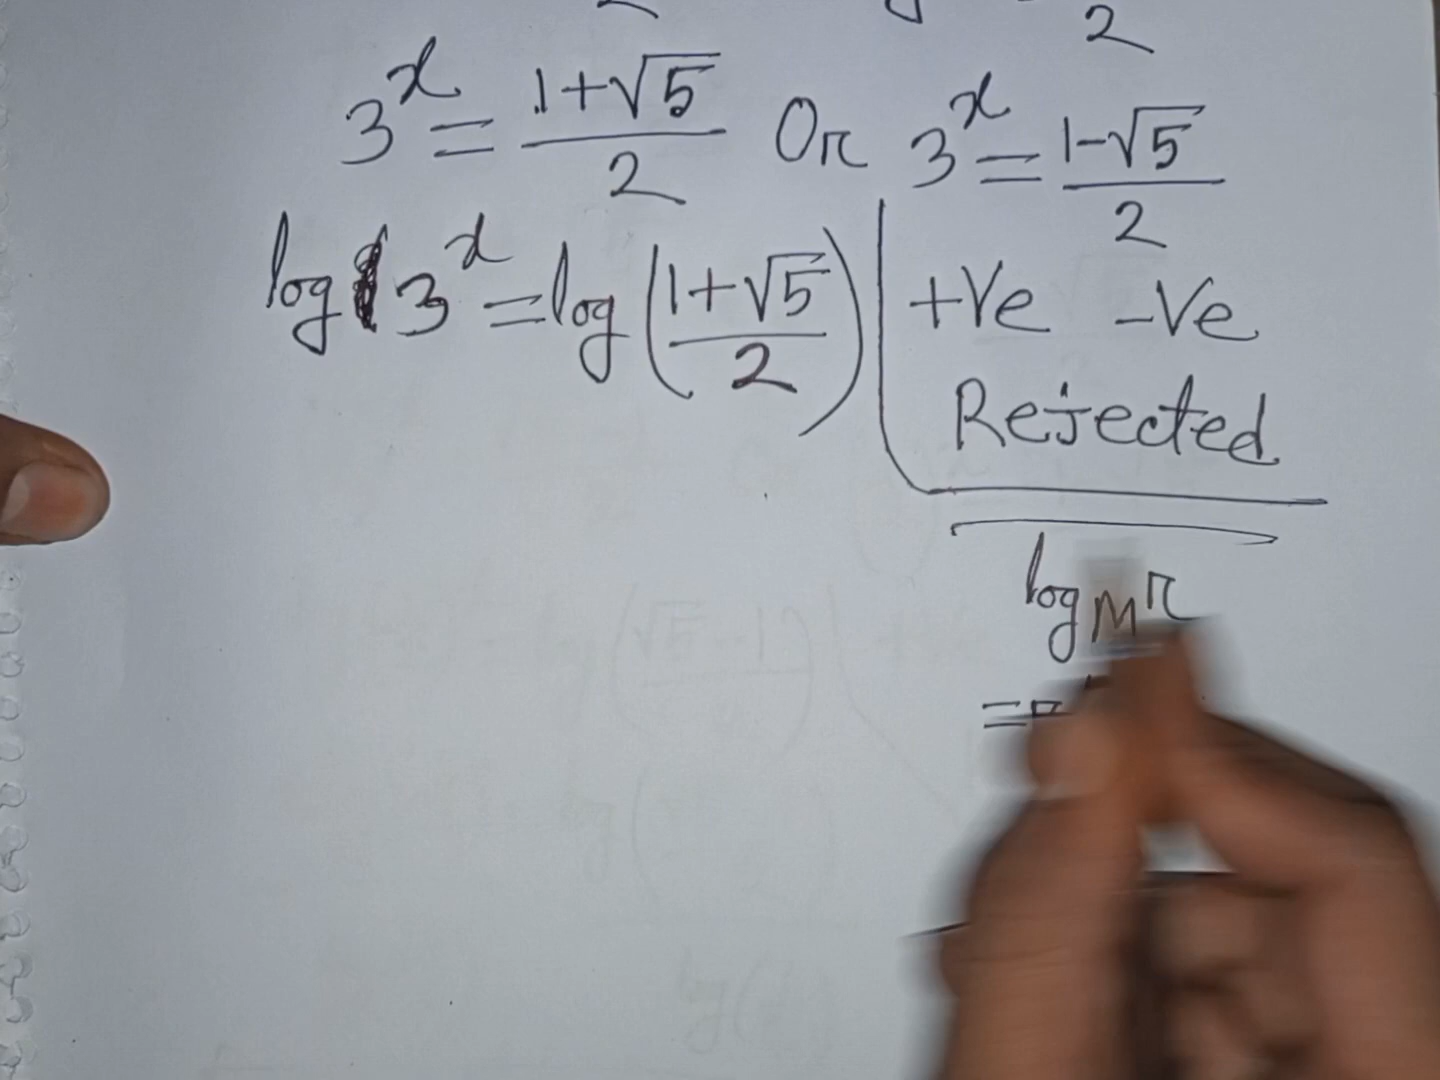 2
3^x = (1+√5)/2 Or 3^x = (1-√5)/2
log 3^x = log((1+√5)/2)
+Ve -Ve
Rejected
log M^r
= r